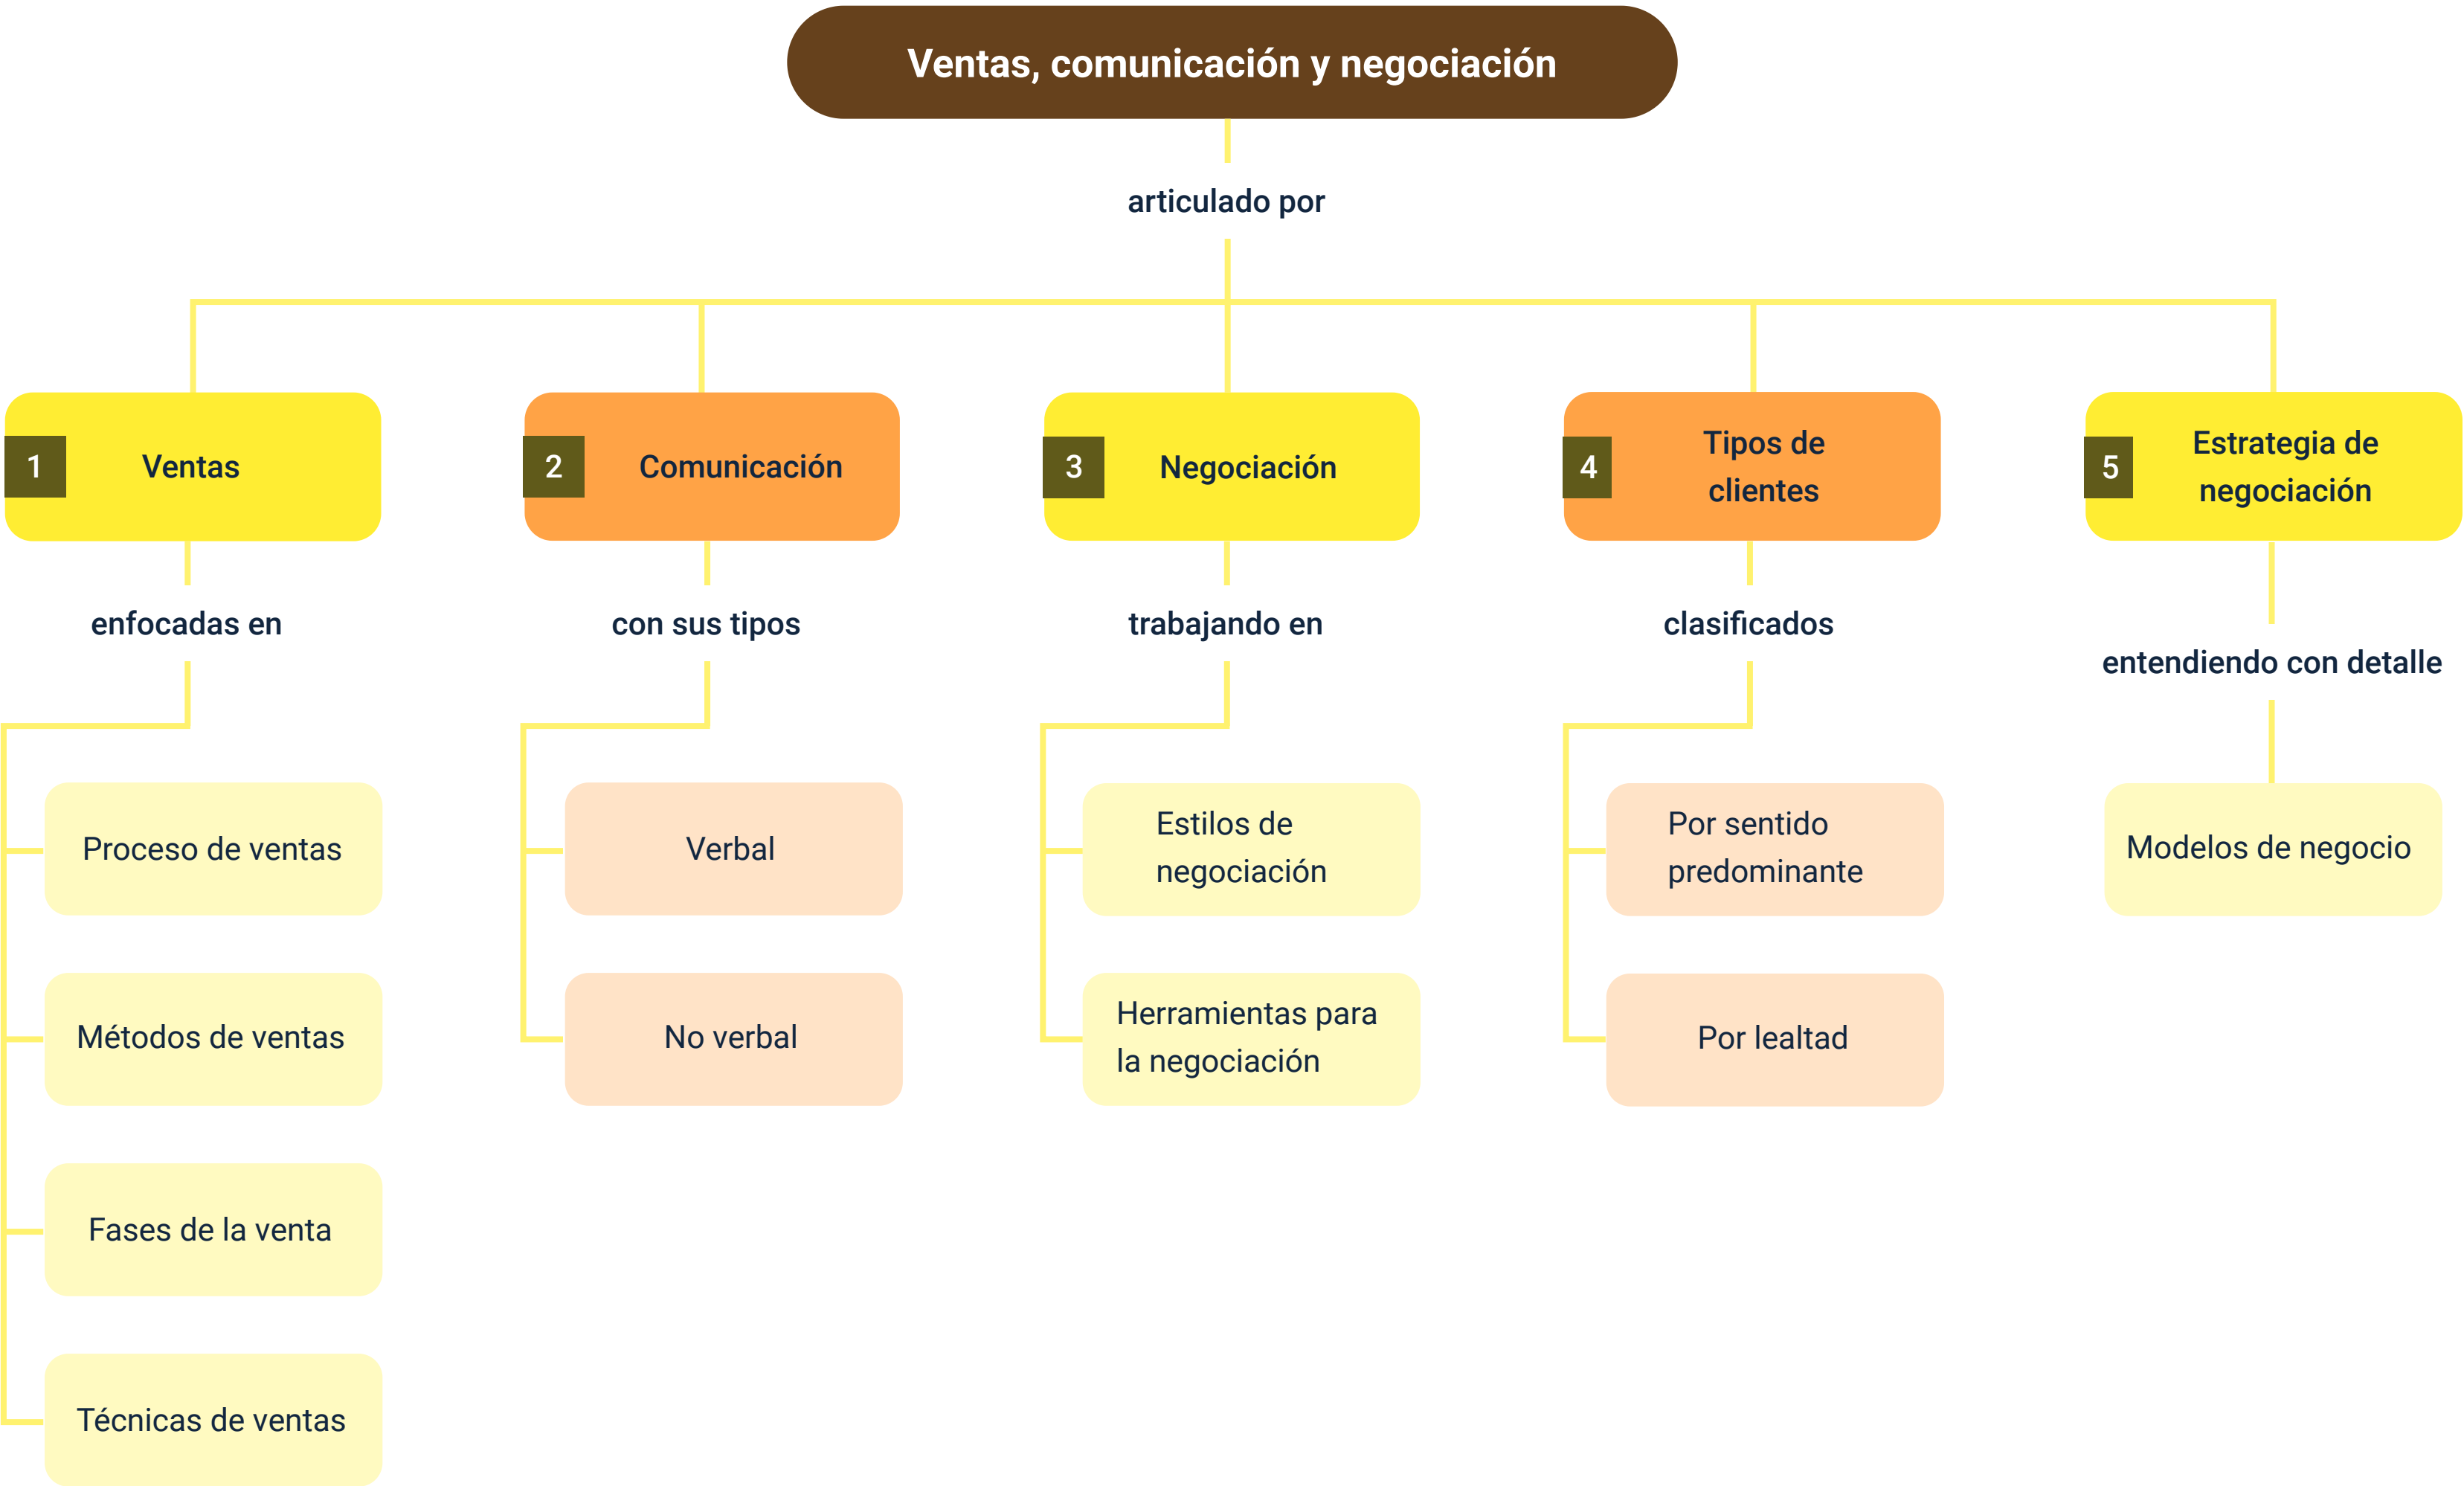 Ventas, comunicación y negociación
articulado por
1
Ventas
2
Comunicación
3
Negociación
4
Tipos de
clientes
5
Estrategia de
negociación
enfocadas en
con sus tipos
trabajando en
clasificados
entendiendo con detalle
Proceso de ventas
Métodos de ventas
Fases de la venta
Técnicas de ventas
Verbal
No verbal
Estilos de
negociación
Herramientas para
la negociación
Por sentido
predominante
Por lealtad
Modelos de negocio